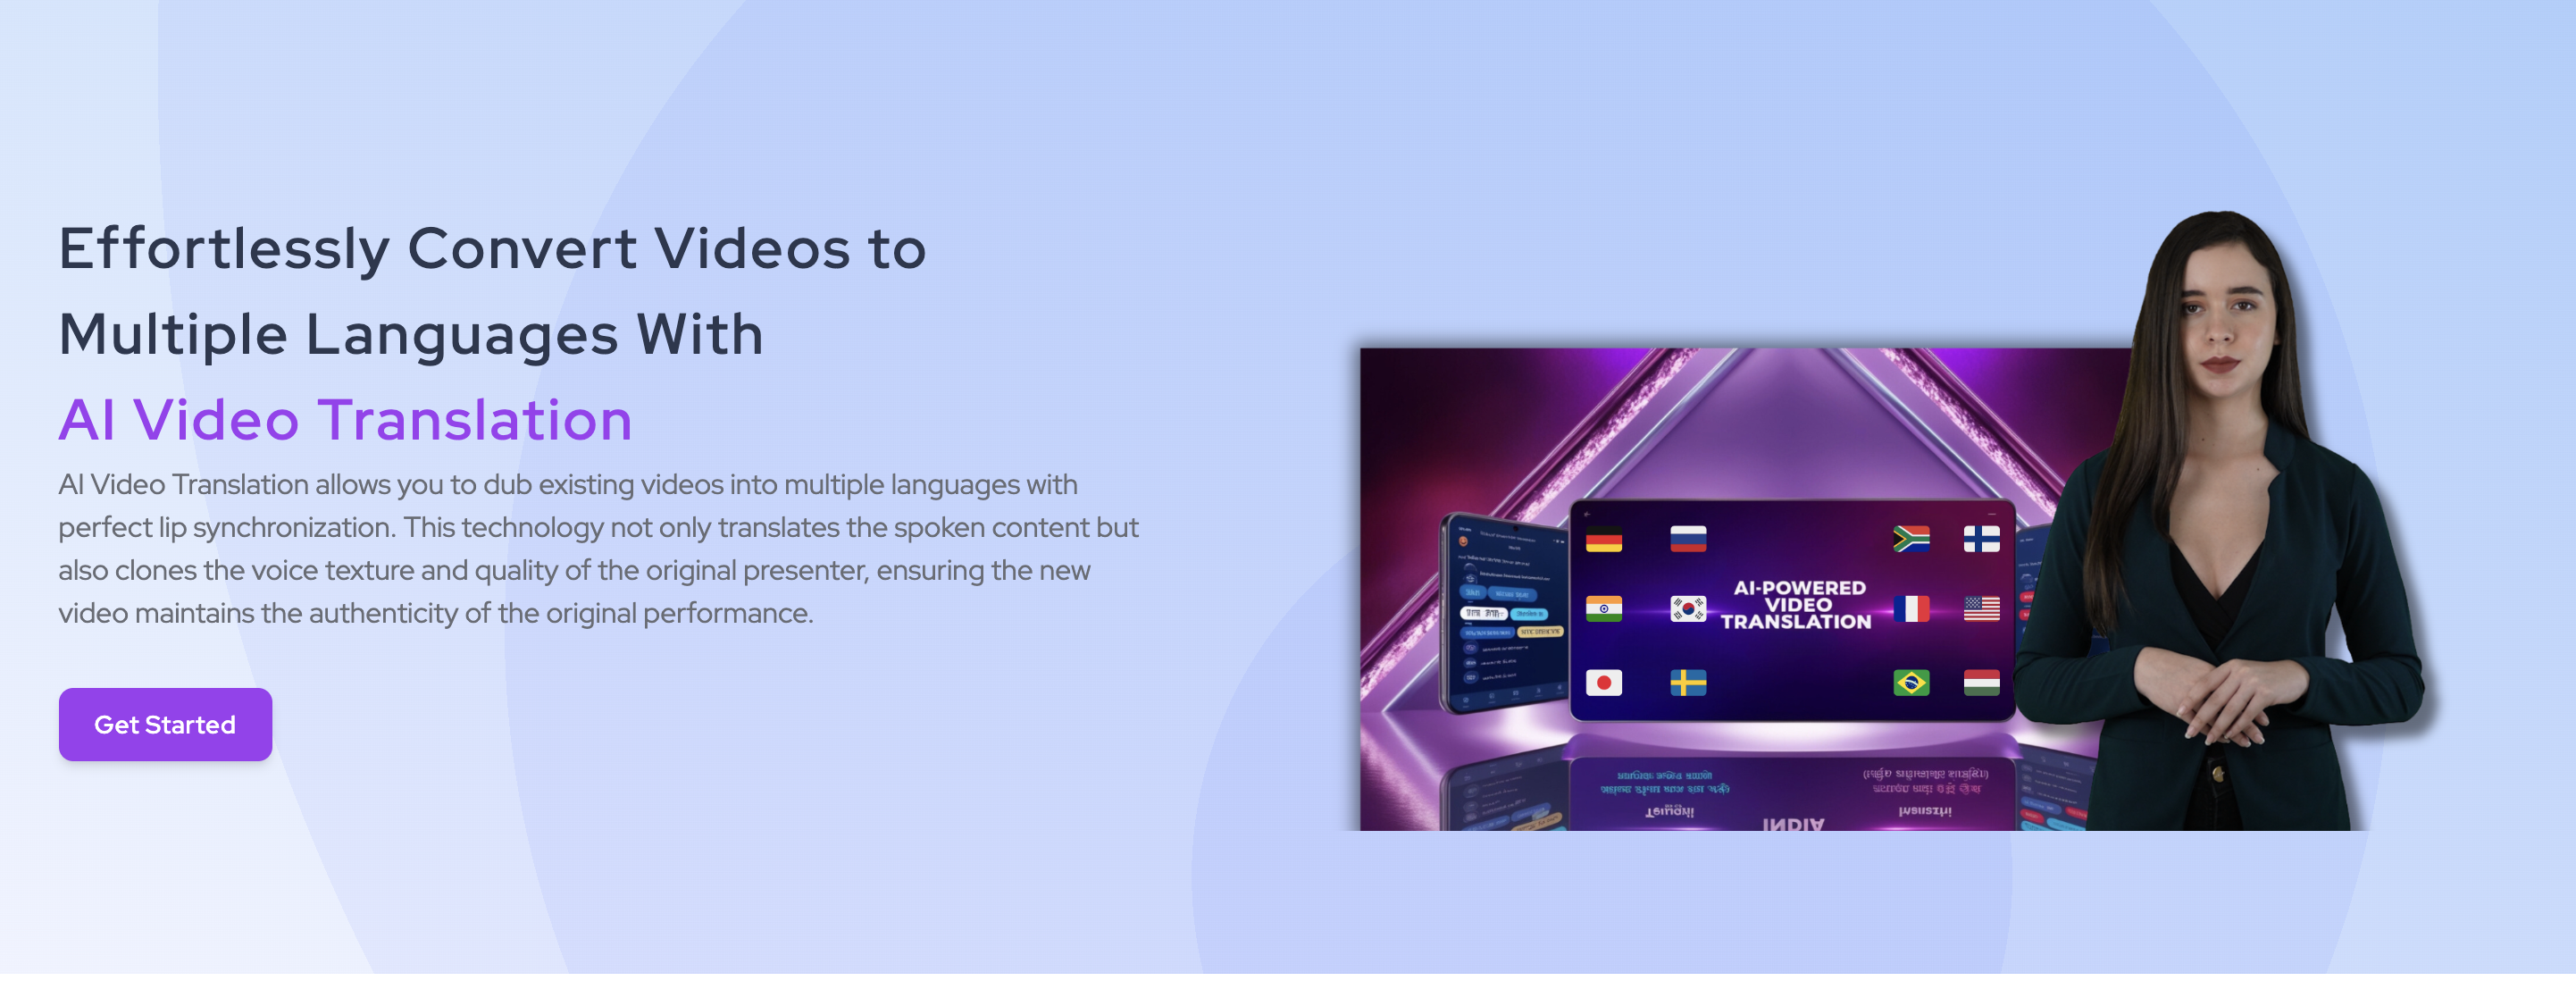 Effortlessly Convert Videos to
Multiple Languages With
AI Video Translation
AI Video Translation allows you to dub existing videos into multiple languages with
perfect lip synchronization. This technology not only translates the spoken content but
also clones the voice texture and quality of the original presenter, ensuring the new
video maintains the authenticity of the original performance.
Get Started
AI-POWERED
VIDEO
TRANSLATION
INDIA